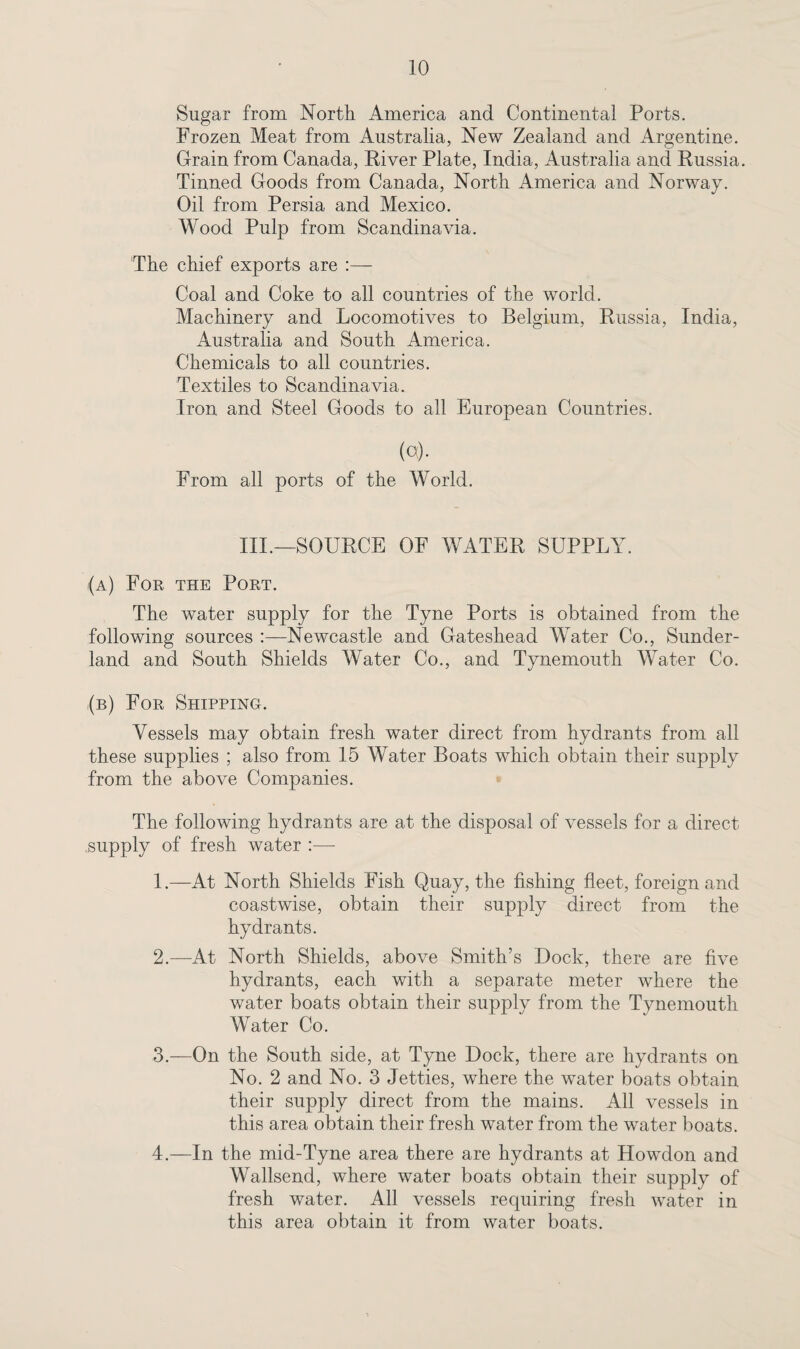 10
Sugar from North America and Continental Ports.
Frozen Meat from Australia, New Zealand and Argentine.
Grain from Canada, River Plate, India, Australia and Russia.
Tinned Goods from Canada, North America and Norway.
Oil from Persia and Mexico.
Wood Pulp from Scandinavia.
The chief exports are :—
Coal and Coke to all countries of the world.
Machinery and Locomotives to Belgium, Russia, India,
Australia and South America.
Chemicals to all countries.
Textiles to Scandinavia.
Iron and Steel Goods to all European Countries.
(c).
From all ports of the World.
III.—SOURCE OF WATER SUPPLY.
(A) FOR THE PORT.
The water supply for the Tyne Ports is obtained from the
following sources :—Newcastle and Gateshead Water Co., Sunder-
land and South Shields Water Co., and Tynemouth Water Co.
(B) FOR SHIPPING.
Vessels may obtain fresh water direct from hydrants from all
these supplies ; also from 15 Water Boats which obtain their supply
from the above Companies.
The following hydrants are at the disposal of vessels for a direct
supply of fresh water :—
1.—At North Shields Fish Quay, the fishing fleet, foreign and
coastwise, obtain their supply direct from the
hydrants.
2.—At North Shields, above Smith's Dock, there are five
hydrants, each with a separate meter where the
water boats obtain their supply from the Tynemouth
Water Co.
3.—On the South side, at Tyne Dock, there are hydrants on
No. 2 and No. 3 Jetties, where the water boats obtain
their supply direct from the mains. All vessels in
this area obtain their fresh water from the water boats.
4.—In the mid-Tyne area there are hydrants at Howdon and
Wallsend, where water boats obtain their supply of
fresh water. All vessels requiring fresh water in
this area obtain it from water boats.